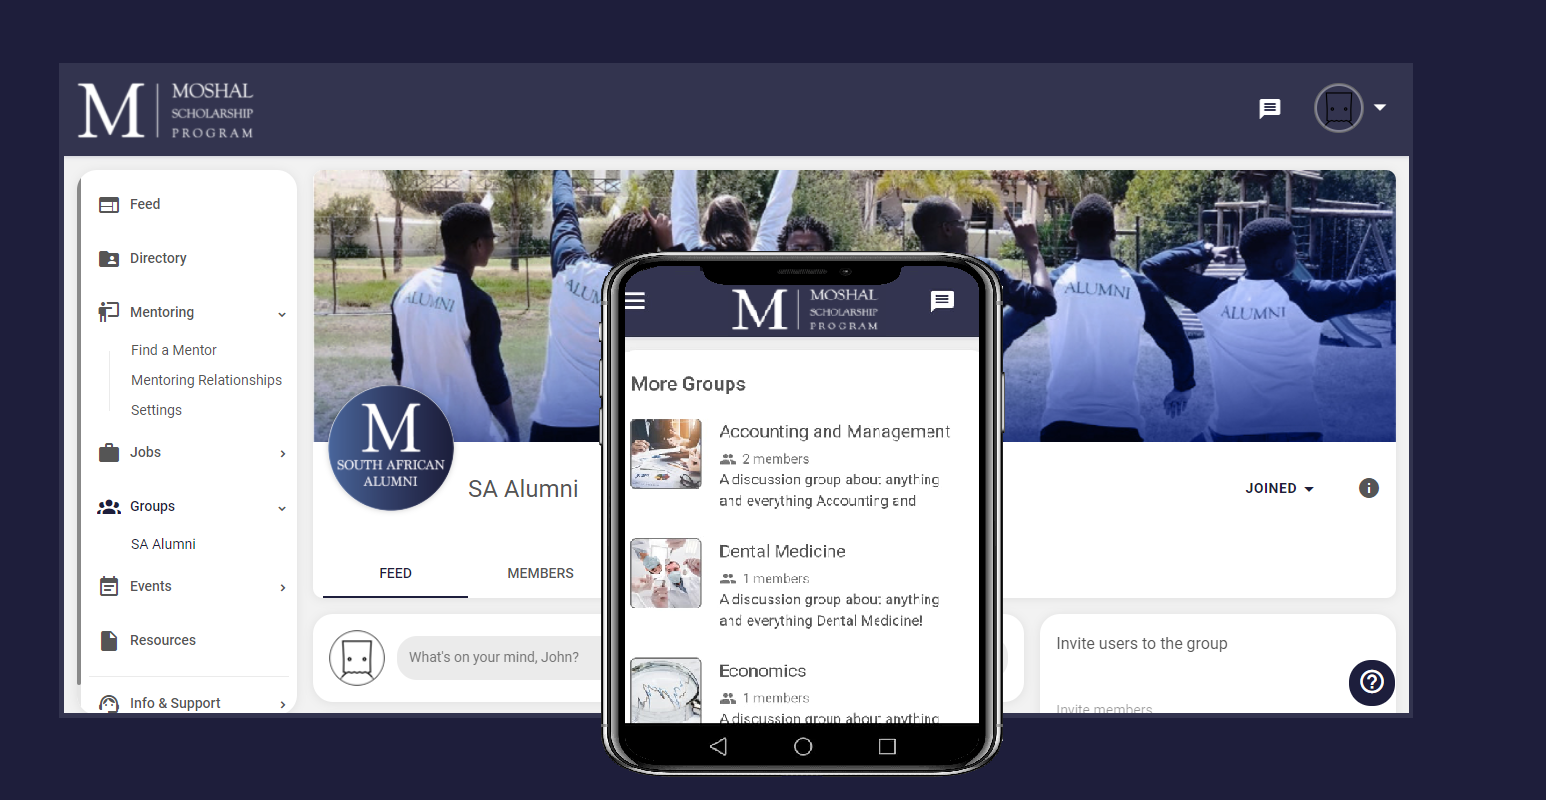 M
MOSHAL
SCHOLARSHIP
PROGRAM
Feed
Directory
Mentoring
Find a Mentor
Mentoring Relationships
Settings
Jobs
Groups
SA Alumni
Events
Resources
Info & Support
ALUMNI
ALUMNI
ALUMNI
M
SOUTH AFRICAN
ALUMNI
SA Alumni
JOINED
FEED
MEMBERS
What's on your mind, John?
Invite users to the group
Invite members
M
MOSHAL
SCHOLARSHIP
PROGRAM
More Groups
Accounting and Management
2 members
A discussion group about anything
and everything Accounting and
Dental Medicine
1 members
A discussion group about anything
and everything Dental Medicine!
Economics
1 members
A discussion group about anything